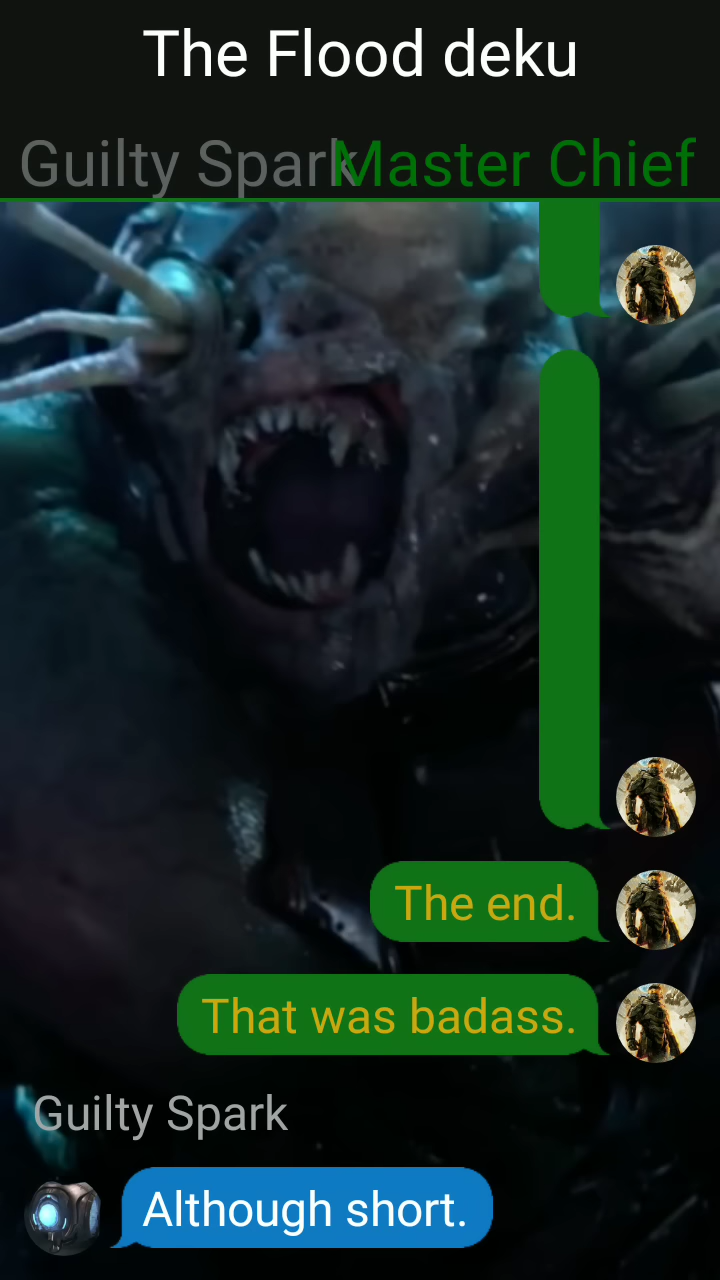 The Flood deku
Guilty Spark
Master Chief
The end.
That was badass.
Guilty Spark
Although short.